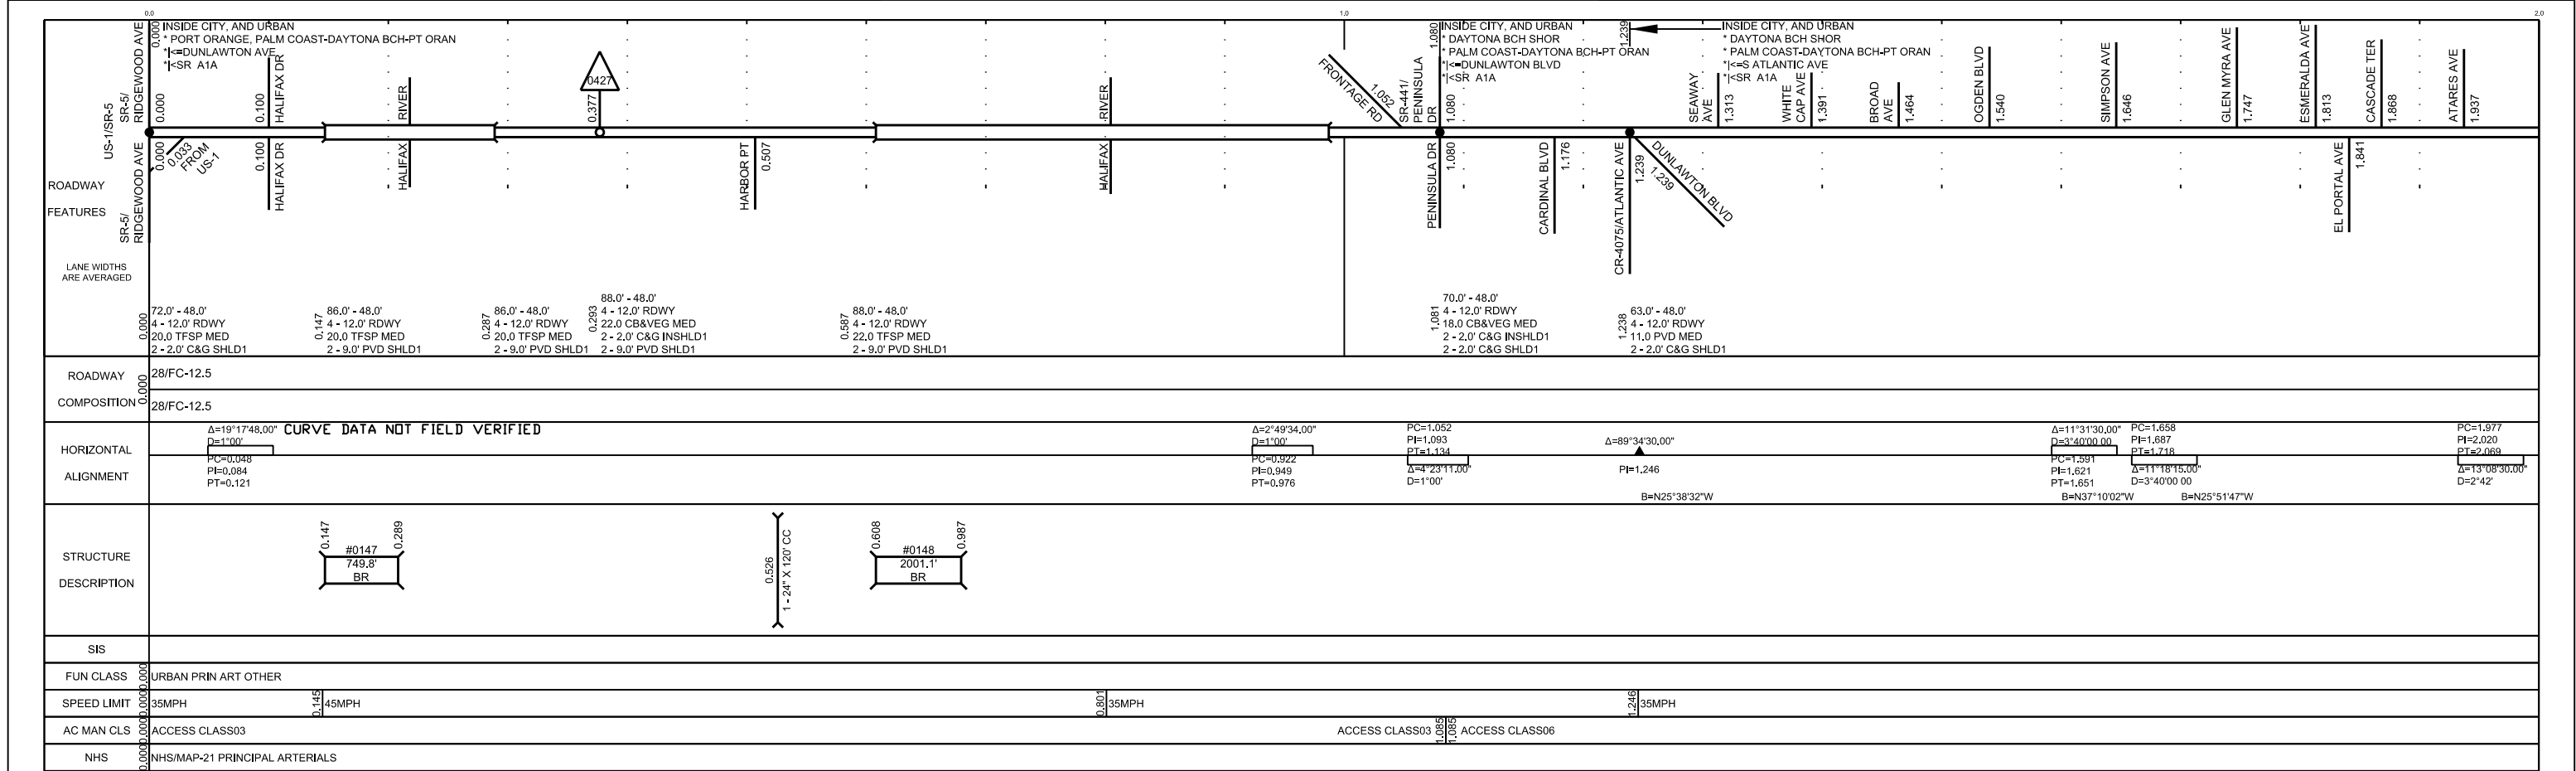 0.0
1.0
2.0
INSIDE CITY, AND URBAN
* PORT ORANGE, PALM COAST-DAYTONA BCH-PT ORAN
*|<=DUNLAWTON AVE
*|<SR A1A
0.000
INSIDE CITY, AND URBAN
* DAYTONA BCH SHOR
* PALM COAST-DAYTONA BCH-PT ORAN
*|<=DUNLAWTON BLVD
*|<SR A1A
1.080
INSIDE CITY, AND URBAN
* DAYTONA BCH SHOR
* PALM COAST-DAYTONA BCH-PT ORAN
*|<=S ATLANTIC AVE
*|<SR A1A
1.239
US-1/SR-5
SR-5/
RIDGEWOOD AVE
0.000
HALIFAX DR
0.100
RIVER
0427
0.377
RIVER
FRONTAGE RD
1.052
SR-441/
PENINSULA
DR
1.080
SEAWAY
AVE
1.313
WHITE
CAP AVE
1.391
BROAD
AVE
1.464
OGDEN BLVD
1.540
SIMPSON AVE
1.646
GLEN MYRA AVE
1.747
ESMERALDA AVE
1.813
CASCADE TER
1.868
ATARES AVE
1.937
ROADWAY
FEATURES
SR-5/
RIDGEWOOD AVE
0.000
0.033
FROM
US-1
0.100
HALIFAX DR
HALIFAX
HARBOR PT
0.507
HALIFAX
PENINSULA DR
1.080
CARDINAL BLVD
1.176
CR-4075/ATLANTIC AVE
1.239
DUNLAWTON BLVD
1.239
EL PORTAL AVE
1.841
LANE WIDTHS
ARE AVERAGED
0.000
72.0' - 48.0'
4 - 12.0' RDWY
20.0 TFSP MED
2 - 2.0' C&G SHLD1
0.147
86.0' - 48.0'
4 - 12.0' RDWY
20.0 TFSP MED
2 - 9.0' PVD SHLD1
0.287
86.0' - 48.0'
4 - 12.0' RDWY
20.0 TFSP MED
2 - 9.0' PVD SHLD1
0.293
88.0' - 48.0'
4 - 12.0' RDWY
22.0 CB&VEG MED
2 - 2.0' C&G INSHLD1
2 - 9.0' PVD SHLD1
0.587
88.0' - 48.0'
4 - 12.0' RDWY
22.0 TFSP MED
2 - 9.0' PVD SHLD1
1.081
70.0' - 48.0'
4 - 12.0' RDWY
18.0 CB&VEG MED
2 - 2.0' C&G INSHLD1
2 - 2.0' C&G SHLD1
1.238
63.0' - 48.0'
4 - 12.0' RDWY
11.0 PVD MED
2 - 2.0' C&G SHLD1
ROADWAY
COMPOSITION
0.000
28/FC-12.5
28/FC-12.5
HORIZONTAL
ALIGNMENT
CURVE DATA NOT FIELD VERIFIED
Δ=19°17'48.00"
D=1°00'
PC=0.048
PI=0.084
PT=0.121
Δ=2°49'34.00"
D=1°00'
PC=0.922
PI=0.949
PT=0.976
PC=1.052
PI=1.093
PT=1.134
Δ=4°23'11.00"
D=1°00'
Δ=89°34'30.00"
PI=1.246
B=N25°38'32"W
Δ=11°31'30.00"
D=3°40'00 00
PC=1.591
PI=1.621
PT=1.651
B=N37°10'02"W
PC=1.658
PI=1.687
PT=1.718
Δ=11°18'15.00"
D=3°40'00 00
B=N25°51'47"W
PC=1.977
PI=2.020
PT=2.069
Δ=13°08'30.00"
D=2°42'
STRUCTURE
DESCRIPTION
0.147
0.289
#0147
749.8'
BR
0.526
1 - 24" X 120' CC
0.608
0.987
#0148
2001.1'
BR
SIS
FUN CLASS
0.000
URBAN PRIN ART OTHER
SPEED LIMIT
0.000
35MPH
0.145
45MPH
0.801
35MPH
1.246
35MPH
AC MAN CLS
0.000
ACCESS CLASS03
ACCESS CLASS03
1.085
1.085
ACCESS CLASS06
NHS
0.000
NHS/MAP-21 PRINCIPAL ARTERIALS